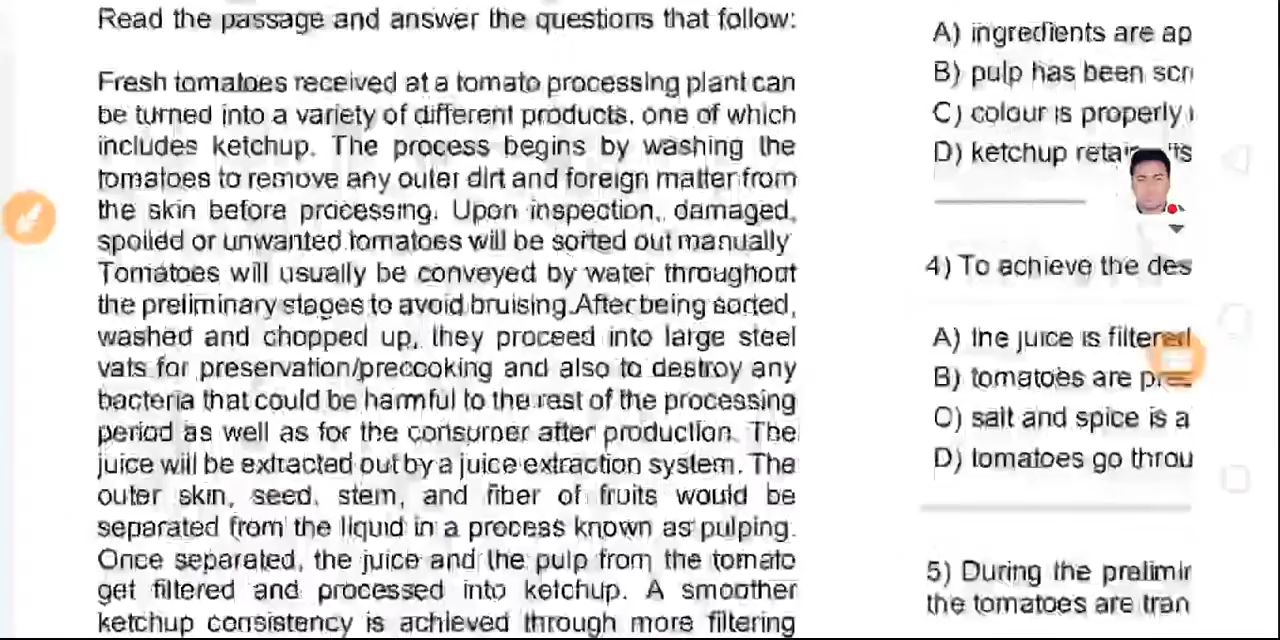 Read the passage and answer the questions that follow:
Fresh tomatoes received at a tomato processing plant can
be turned into a variety of different products, one of which
includes ketchup. The process begins by washing the
tomatoes to remove any outer dirt and foreign matter from
the skin before processing. Upon inspection, damaged,
spoiled or unwanted tomatoes will be sorted out manually
Tomatoes will usually be conveyed by water throughout
the preliminary stages to avoid bruising.After being sorted,
washed and chopped up, they proceed into large steel
vats for preservation/precooking and also to destroy any
bacteria that could be harmful to the rest of the processing
period as well as for the consumer after production. The
juice will be extracted out by a juice extraction system. The
outer skin, seed, stem, and fiber of fruits would be
separated from the liquid in a process known as pulping.
Once separated, the juice and the pulp from the tomato
get filtered and processed into ketchup. A smoother
ketchup consistency is achieved through more filtering
A) ingredients are ap
B) pulp has been scr
C) colour is properly
D) ketchup
4) To achieve the des
A) the juice is filtered
B) tomatoes are
C) salt and spice is a
D) tomatoes go throu
5) During the prelimir
the tomatoes are tran